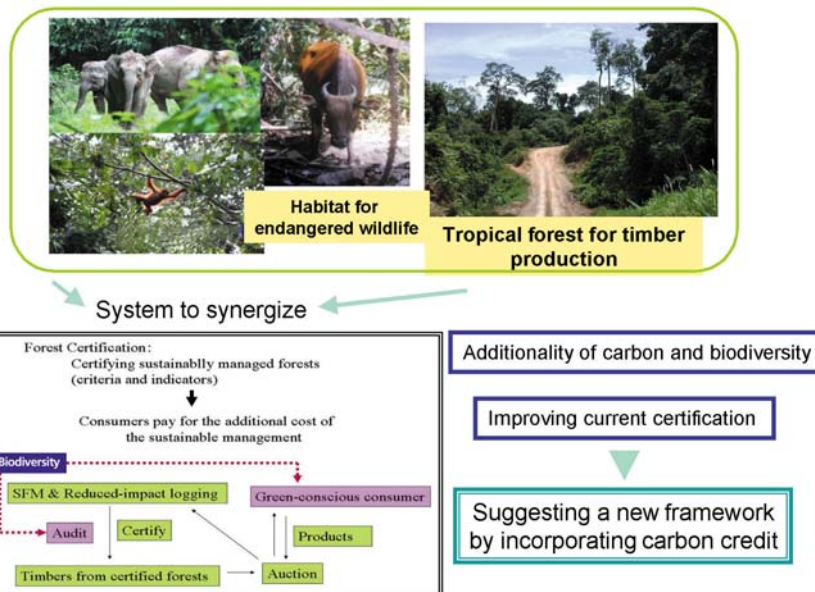 Habitat for
endangered wildlife
Tropical forest for timber
production
System to synergize
Forest Certification:
Certifying sustainablly managed forests
(criteria and indicators)
Consumers pay for the additional cost of
the sustainable management
Biodiversity
SFM & Reduced-impact logging
Green-conscious consumer
Audit
Certify
Products
Timbers from certified forests
Auction
Additionality of carbon and biodiversity
Improving current certification
Suggesting a new framework
by incorporating carbon credit